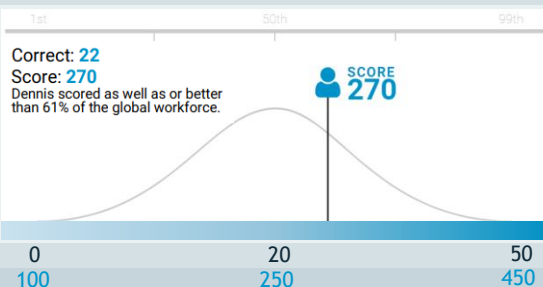 1st 50th 99th
Correct: 22
Score: 270
Dennis scored as well as or better
than 61% of the global workforce.
SCORE
270
0 20 50
100 250 450